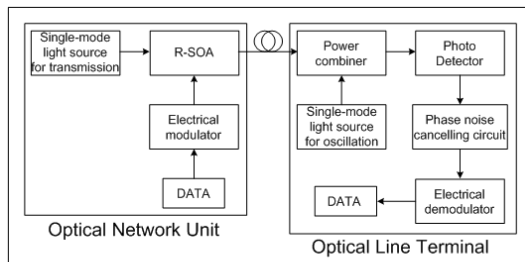 Single-mode
light source
for transmission
R-SOA
Electrical
modulator
DATA
Optical Network Unit
Power
combiner
Photo
Detector
Single-mode
light source
for oscillation
Phase noise
cancelling circuit
DATA
Electrical
demodulator
Optical Line Terminal